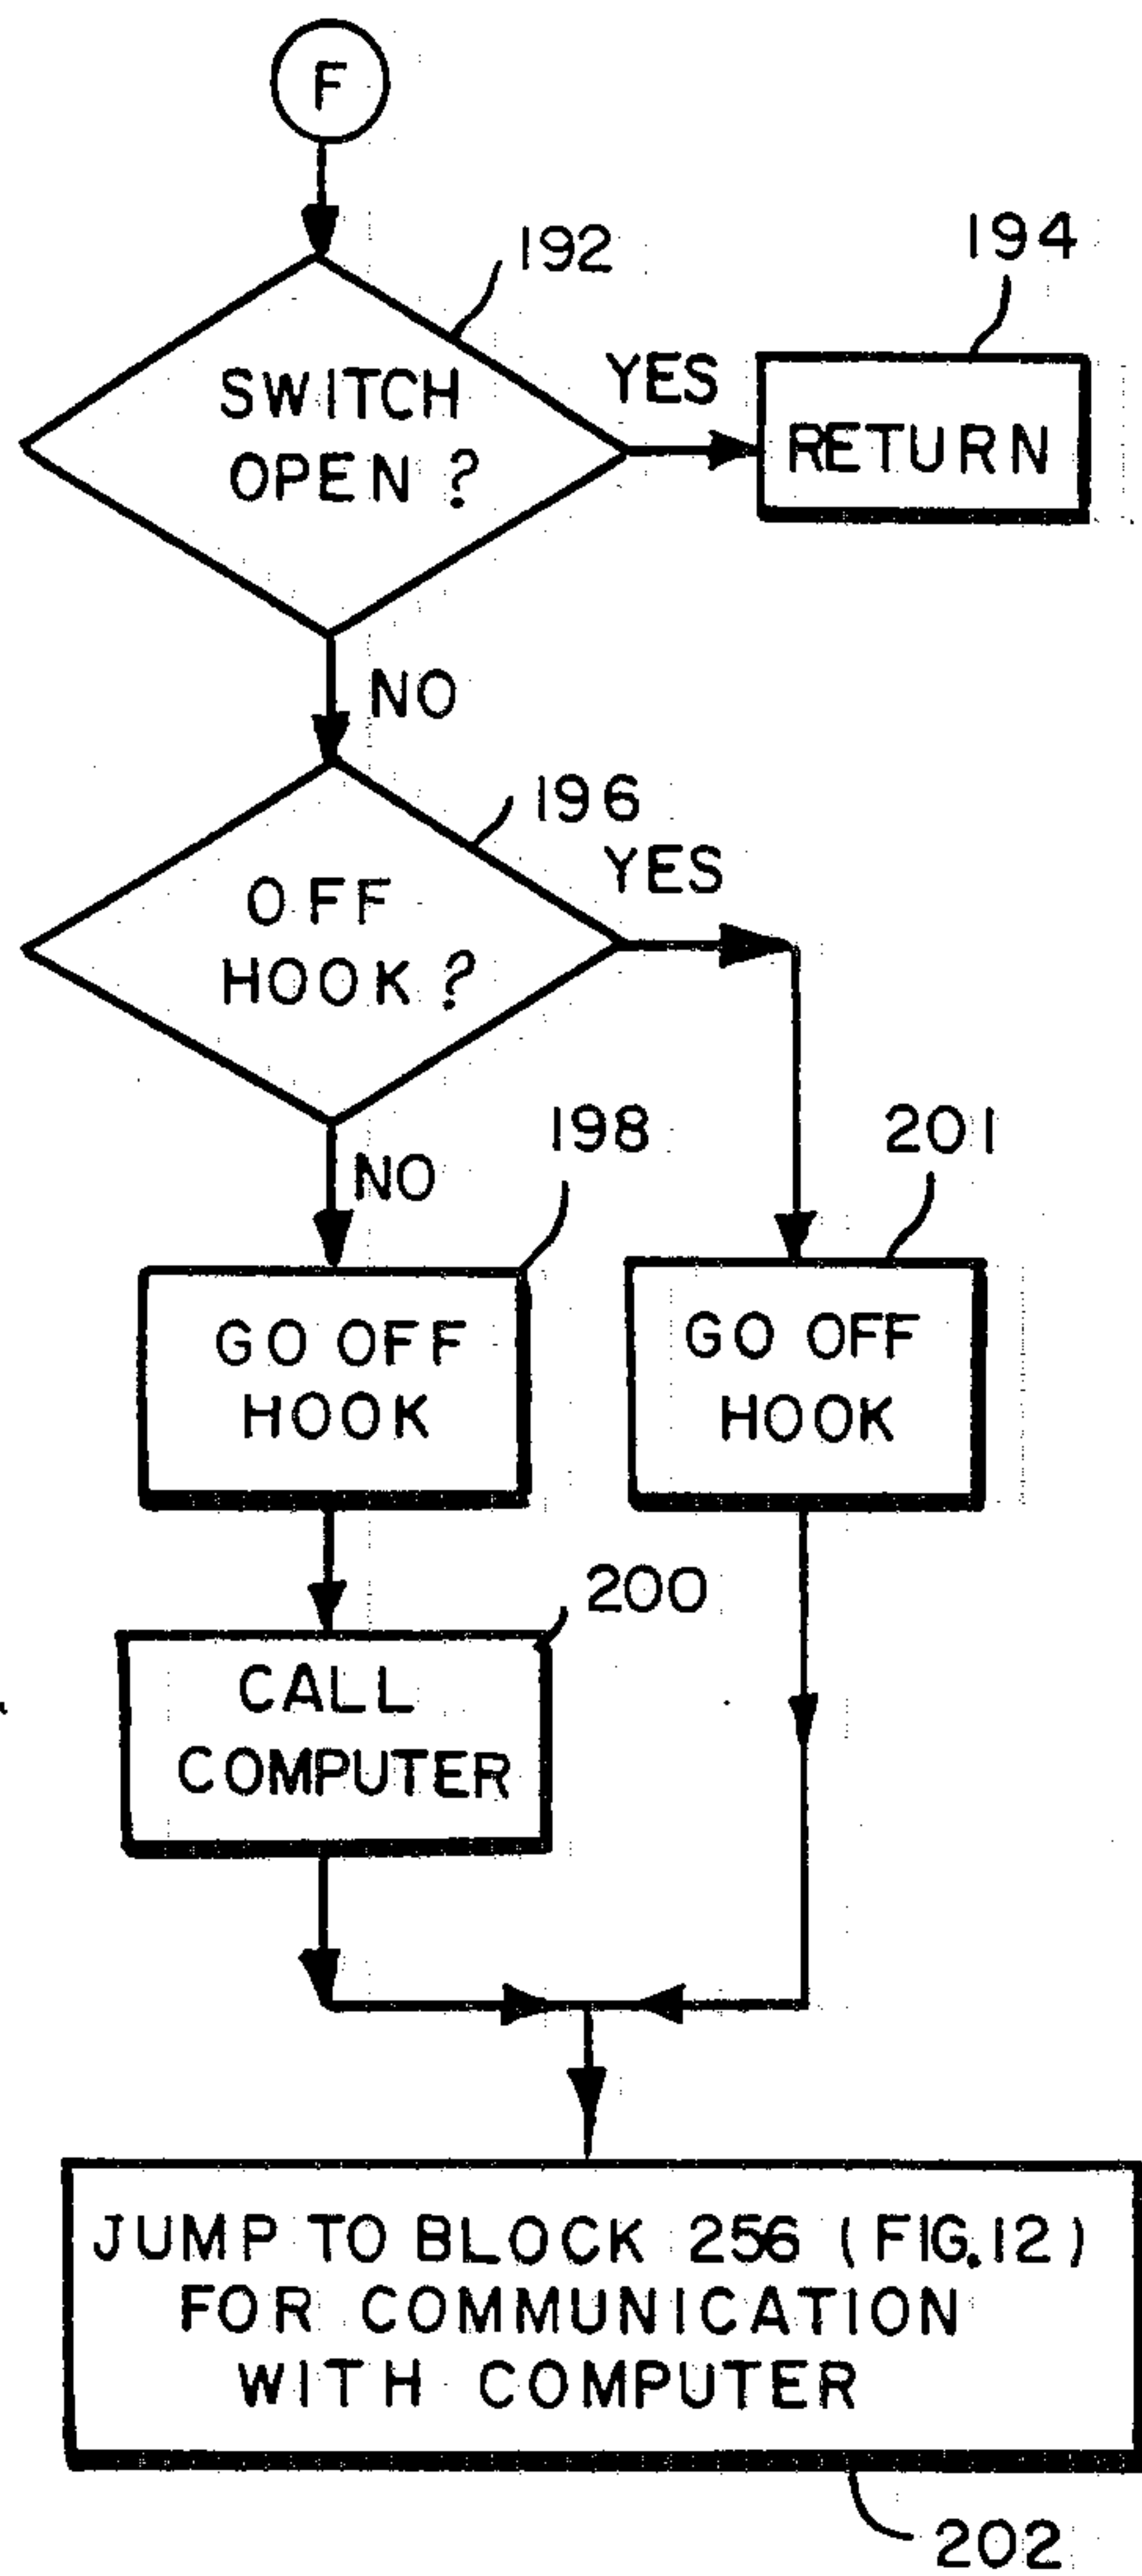 F
192
194
SWITCH
OPEN ?
YES
RETURN
NO
196
YES
OFF
HOOK ?
NO
198
201
GO OFF
HOOK
GO OFF
HOOK
200
CALL
COMPUTER
JUMP TO BLOCK 256 (FIG.12)
FOR COMMUNICATION
WITH COMPUTER
202